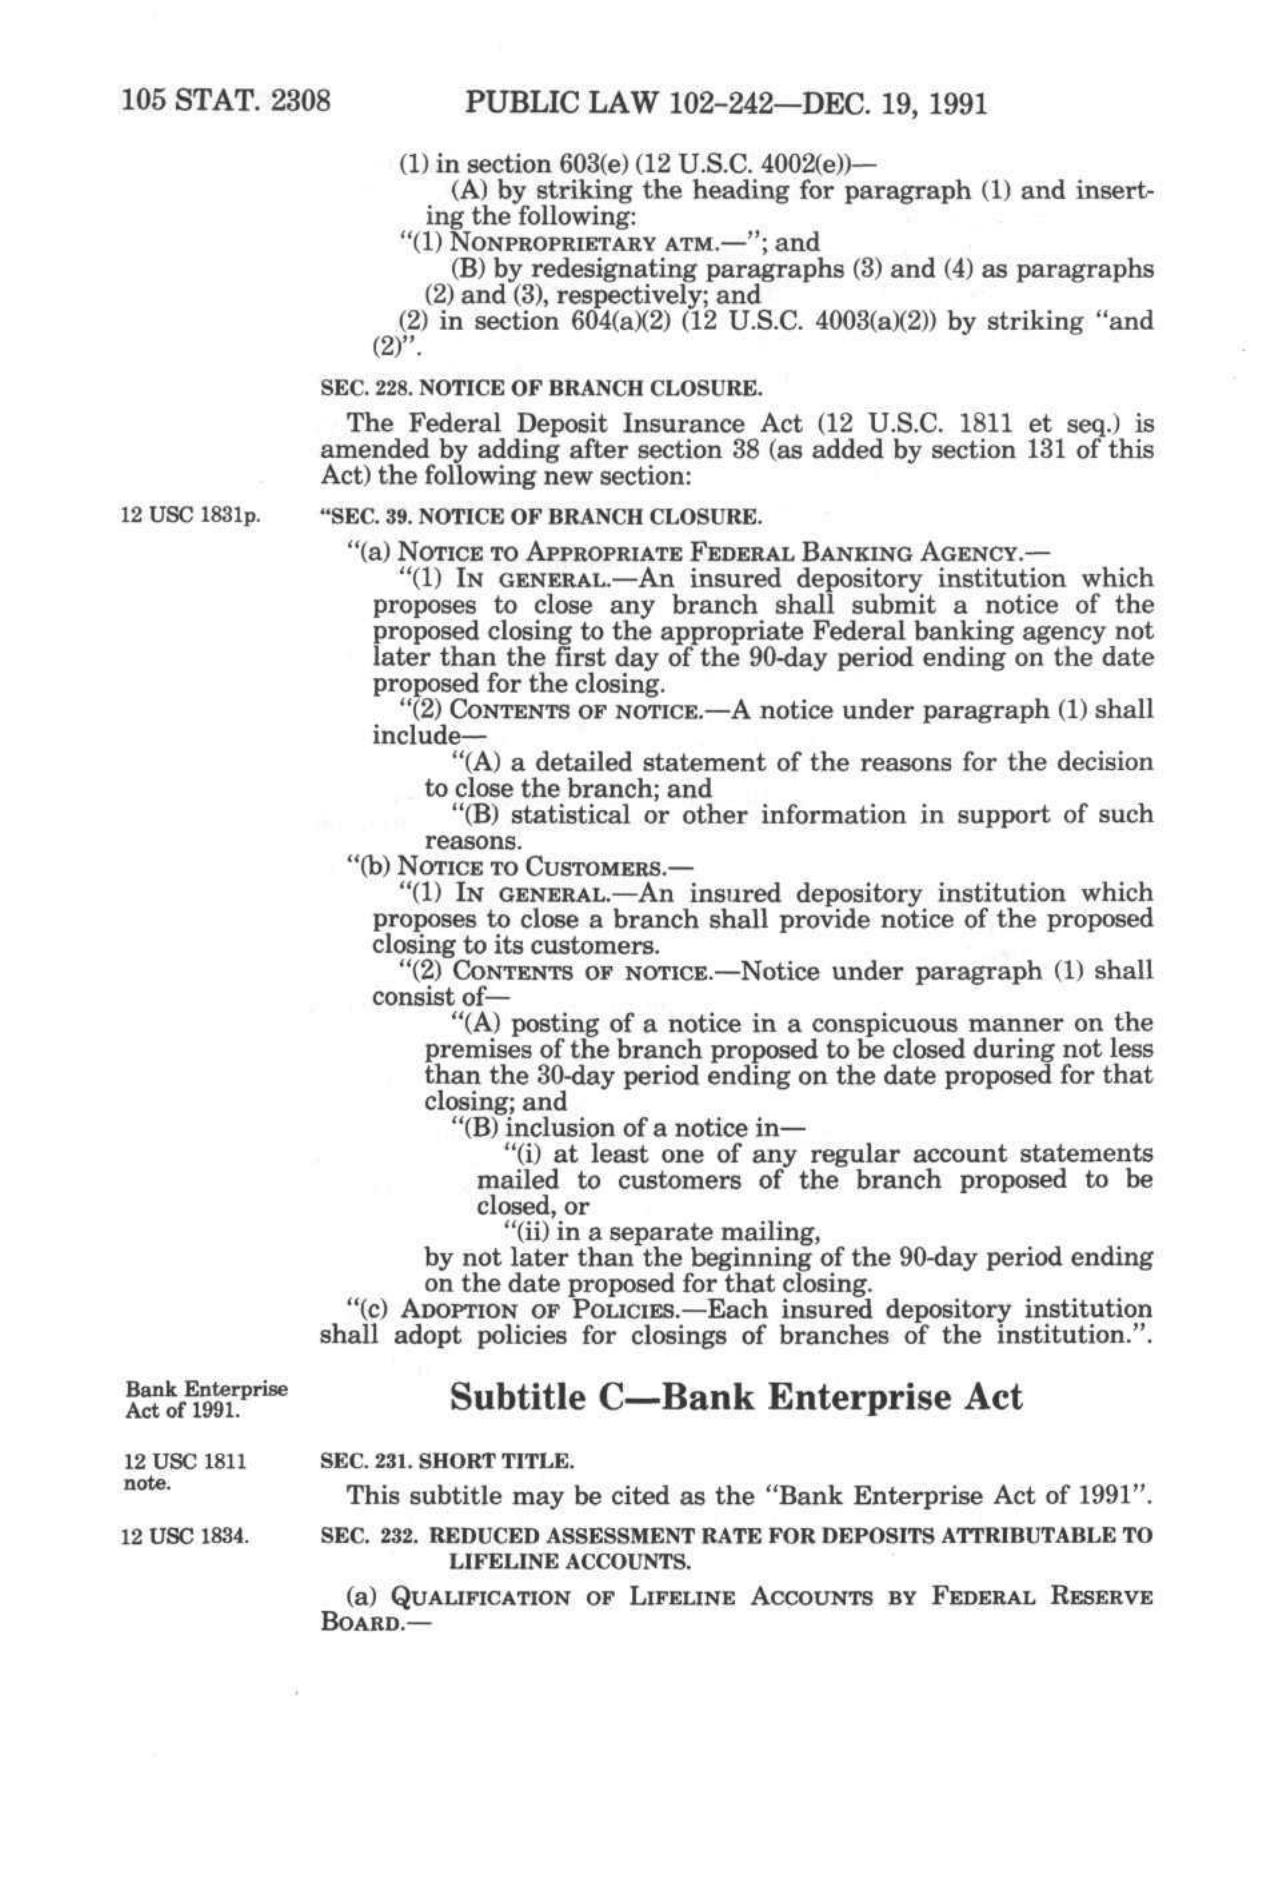 105 STAT. 2308
PUBLIC LAW 102–242—DEC. 19, 1991
(1) in section 603(e) (12 U.S.C. 4002(e))—
(A) by striking the heading for paragraph (1) and insert-
ing the following:
“(1) NONPROPRIETARY ATM.—”; and
(B) by redesignating paragraphs (3) and (4) as paragraphs
(2) and (3), respectively; and
(2) in section 604(a)(2) (12 U.S.C. 4003(a)(2)) by striking “and
(2)”.
SEC. 228. NOTICE OF BRANCH CLOSURE.
The Federal Deposit Insurance Act (12 U.S.C. 1811 et seq.) is
amended by adding after section 38 (as added by section 131 of this
Act) the following new section:
12 USC 1831p.
“SEC. 39. NOTICE OF BRANCH CLOSURE.
“(a) NOTICE TO APPROPRIATE FEDERAL BANKING AGENCY.—
“(1) IN GENERAL.—An insured depository institution which
proposes to close any branch shall submit a notice of the
proposed closing to the appropriate Federal banking agency not
later than the first day of the 90-day period ending on the date
proposed for the closing.
“(2) CONTENTS OF NOTICE.—A notice under paragraph (1) shall
include—
“(A) a detailed statement of the reasons for the decision
to close the branch; and
“(B) statistical or other information in support of such
reasons.
“(b) NOTICE TO CUSTOMERS.—
“(1) IN GENERAL.—An insured depository institution which
proposes to close a branch shall provide notice of the proposed
closing to its customers.
“(2) CONTENTS OF NOTICE.—Notice under paragraph (1) shall
consist of—
“(A) posting of a notice in a conspicuous manner on the
premises of the branch proposed to be closed during not less
than the 30-day period ending on the date proposed for that
closing; and
“(B) inclusion of a notice in—
“(i) at least one of any regular account statements
mailed to customers of the branch proposed to be
closed, or
“(ii) in a separate mailing,
by not later than the beginning of the 90-day period ending
on the date proposed for that closing.
“(c) ADOPTION OF POLICIES.—Each insured depository institution
shall adopt policies for closings of branches of the institution.”.
Bank Enterprise
Act of 1991.
Subtitle C—Bank Enterprise Act
12 USC 1811
note.
SEC. 231. SHORT TITLE.
This subtitle may be cited as the “Bank Enterprise Act of 1991”.
12 USC 1834.
SEC. 232. REDUCED ASSESSMENT RATE FOR DEPOSITS ATTRIBUTABLE TO
LIFELINE ACCOUNTS.
(a) QUALIFICATION OF LIFELINE ACCOUNTS BY FEDERAL RESERVE
BOARD.—